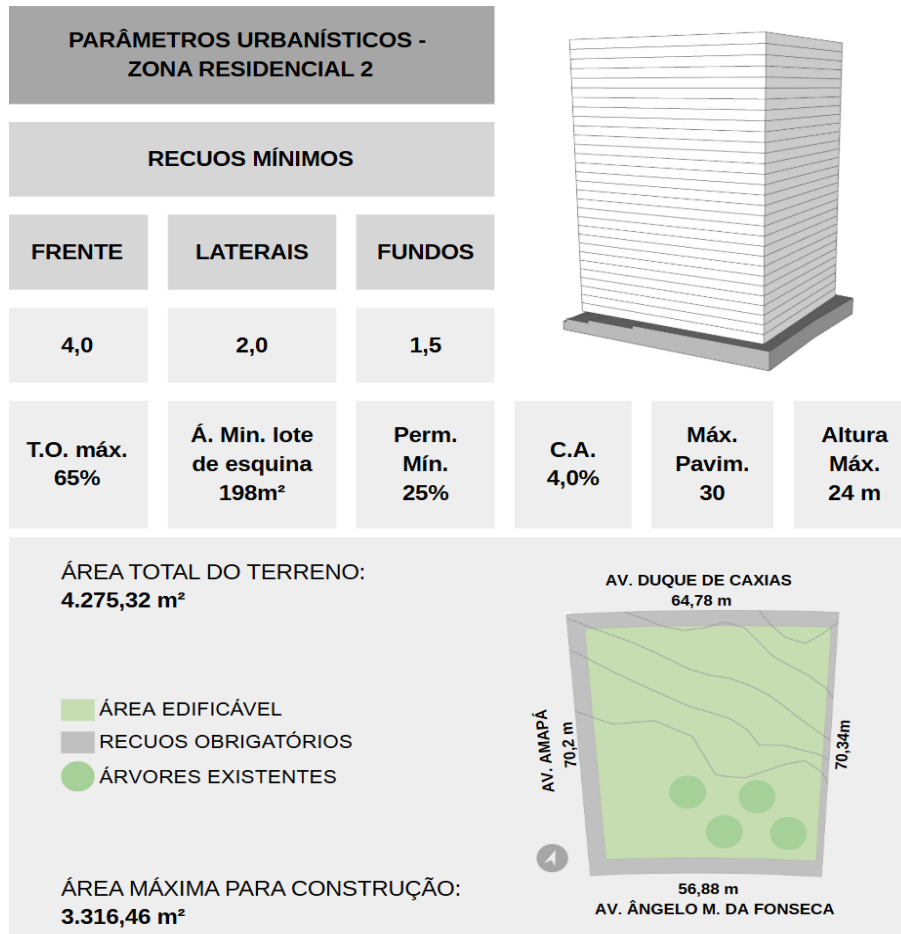 PARÂMETROS URBANÍSTICOS -
ZONA RESIDENCIAL 2
RECUOS MÍNIMOS
FRENTE
LATERAIS
FUNDOS
4,0
2,0
1,5
T.O. máx.
65%
Á. Min. lote
de esquina
198m²
Perm.
Mín.
25%
C.A.
4,0%
Máx.
Pavim.
30
Altura
Máx.
24 m
ÁREA TOTAL DO TERRENO:
4.275,32 m²
ÁREA EDIFICÁVEL
RECUOS OBRIGATÓRIOS
ÁRVORES EXISTENTES
ÁREA MÁXIMA PARA CONSTRUÇÃO:
3.316,46 m²
AV. DUQUE DE CAXIAS
64,78 m
AV. AMAPÁ
70,2 m
70,34m
56,88 m
AV. ÂNGELO M. DA FONSECA